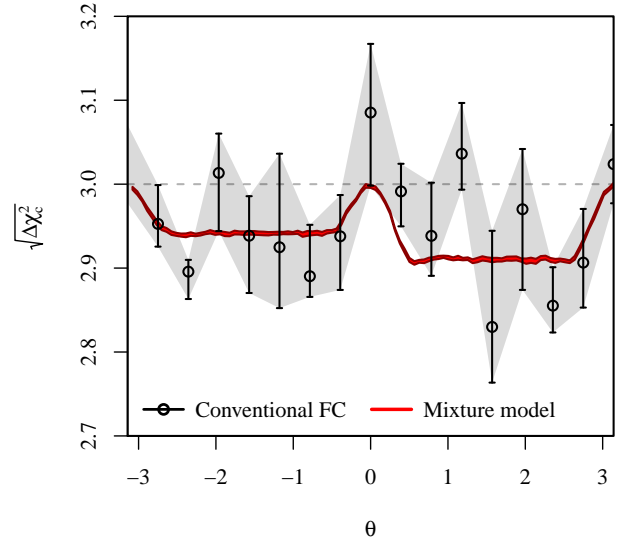 3.2
3.1
3.0
2.9
2.8
2.7
√Δχ²c
Conventional FC
Mixture model
−3 −2 −1 0 1 2 3
θ